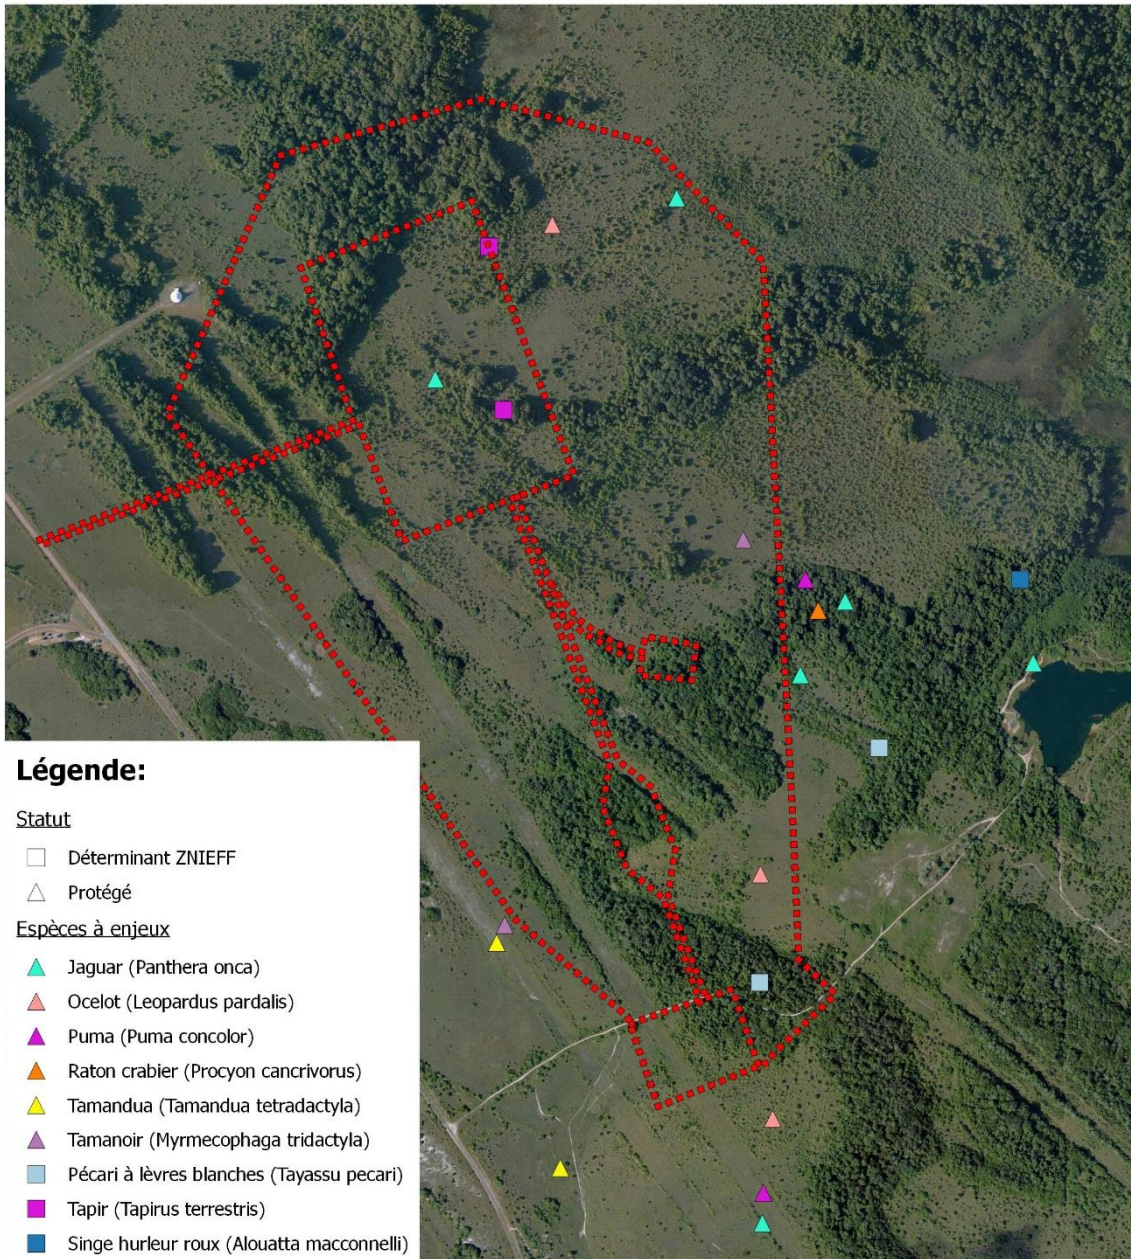 Légende:
Statut
Déterminant ZNIEFF
Protégé
Espèces à enjeux
Jaguar (Panthera onca)
Ocelot (Leopardus pardalis)
Puma (Puma concolor)
Raton crabier (Procyon cancrivorus)
Tamandua (Tamandua tetradactyla)
Tamanoir (Myrmecophaga tridactyla)
Pécari à lèvres blanches (Tayassu pecari)
Tapir (Tapirus terrestris)
Singe hurleur roux (Alouatta macconnelli)